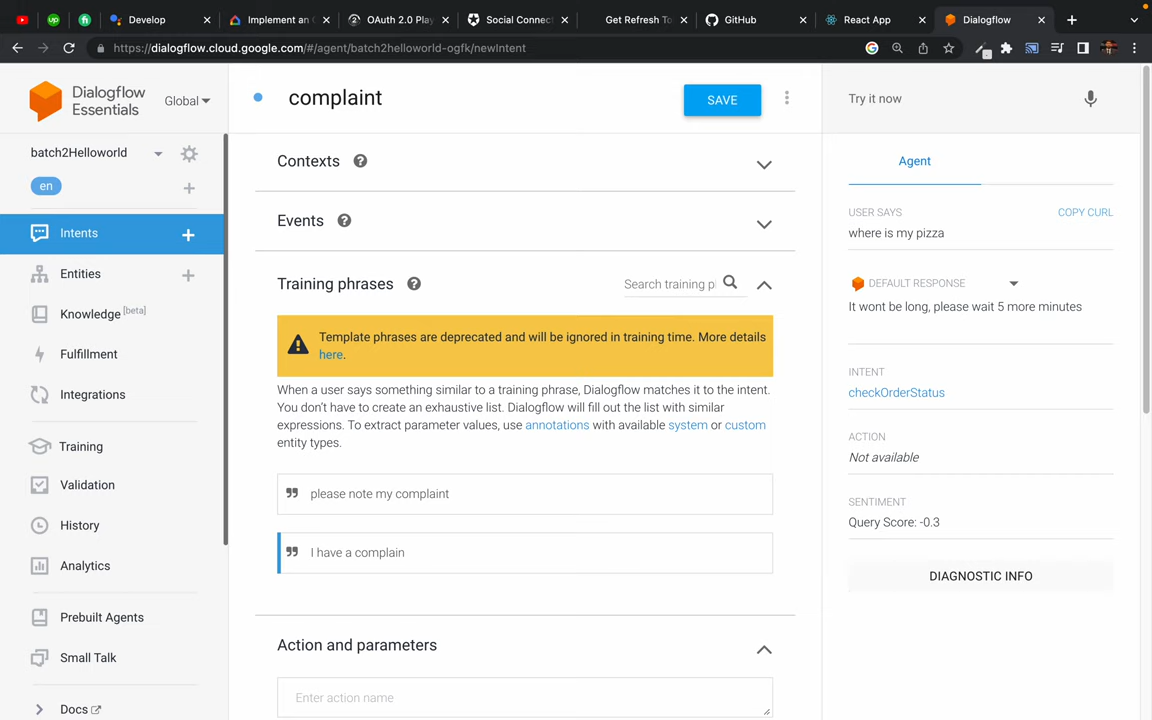 Develop
Implement an O
OAuth 2.0 Play
Social Connect
Get Refresh To
GitHub
React App
Dialogflow
https://dialogflow.cloud.google.com/#/agent/batch2helloworld-ogfk/newIntent
Dialogflow
Essentials
Global
batch2Helloworld
en
Intents
Entities
Knowledge [beta]
Fulfillment
Integrations
Training
Validation
History
Analytics
Prebuilt Agents
Small Talk
Docs
complaint
SAVE
Contexts
Events
Training phrases
Search training p
Template phrases are deprecated and will be ignored in training time. More details
here.
When a user says something similar to a training phrase, Dialogflow matches it to the intent.
You don't have to create an exhaustive list. Dialogflow will fill out the list with similar
expressions. To extract parameter values, use annotations with available system or custom
entity types.
please note my complaint
I have a complain
Action and parameters
Enter action name
Try it now
Agent
USER SAYS
COPY CURL
where is my pizza
DEFAULT RESPONSE
It wont be long, please wait 5 more minutes
INTENT
checkOrderStatus
ACTION
Not available
SENTIMENT
Query Score: -0.3
DIAGNOSTIC INFO